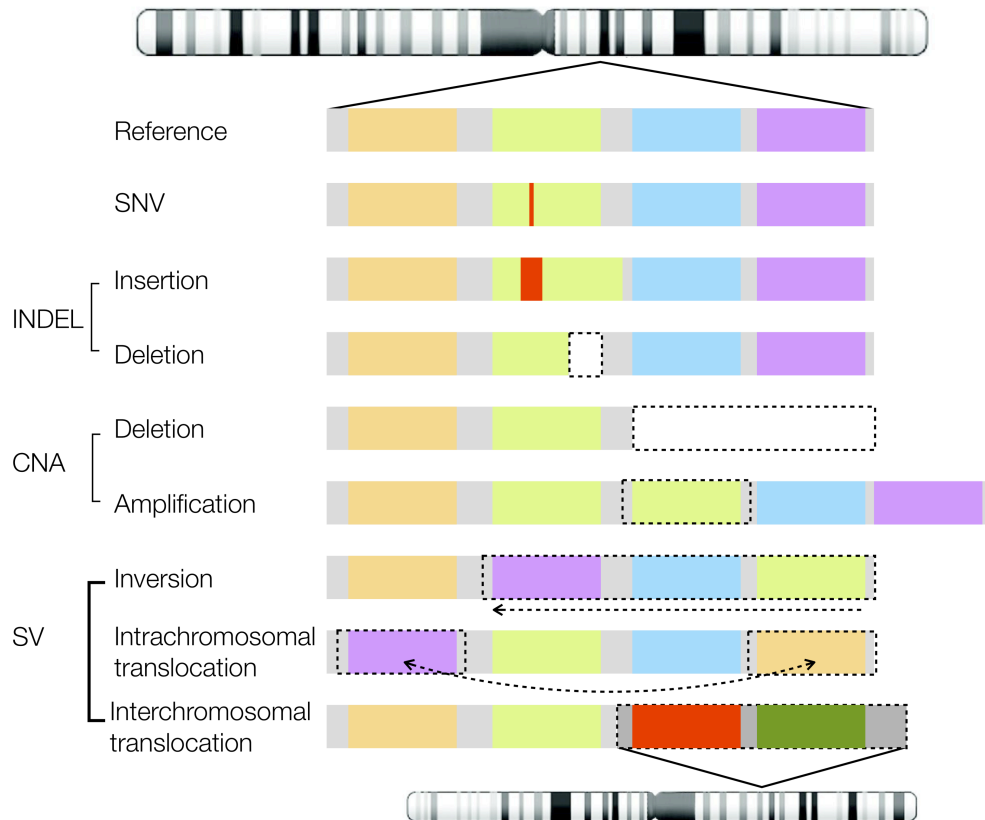 Reference
SNV
INDEL
Insertion
Deletion
CNA
Deletion
Amplification
SV
Inversion
Intrachromosomal
translocation
Interchromosomal
translocation